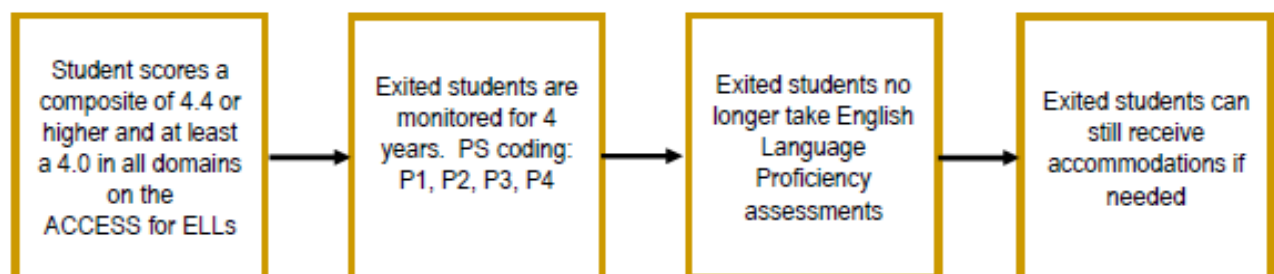 Student scores a
composite of 4.4 or
higher and at least
a 4.0 in all domains
on the
ACCESS for ELLs
Exited students are
monitored for 4
years. PS coding:
P1, P2, P3, P4
Exited students no
longer take English
Language
Proficiency
assessments
Exited students can
still receive
accommodations if
needed